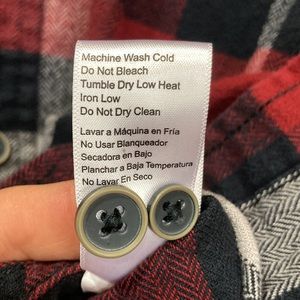 Machine Wash Cold
Do Not Bleach
Tumble Dry Low Heat
Iron Low
Do Not Dry Clean
Lavar a Máquina en Fría
No Usar Blanqueador
Secadora en Bajo
Planchar a Baja Temperatura
No Lavar En Seco